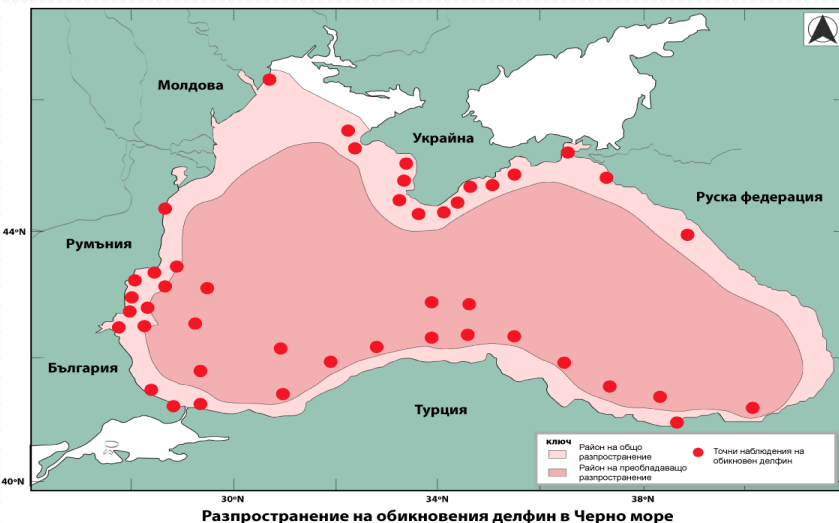 Молдова
Украйна
Руска федерация
44°N
Румъния
България
Турция
ключ
Район на общо
разпространение
Район на преобладаващо
разпространение
Точни наблюдения на
обикновен делфин
40°N
30°N
34°N
38°N
Разпространение на обикновения делфин в Черно море